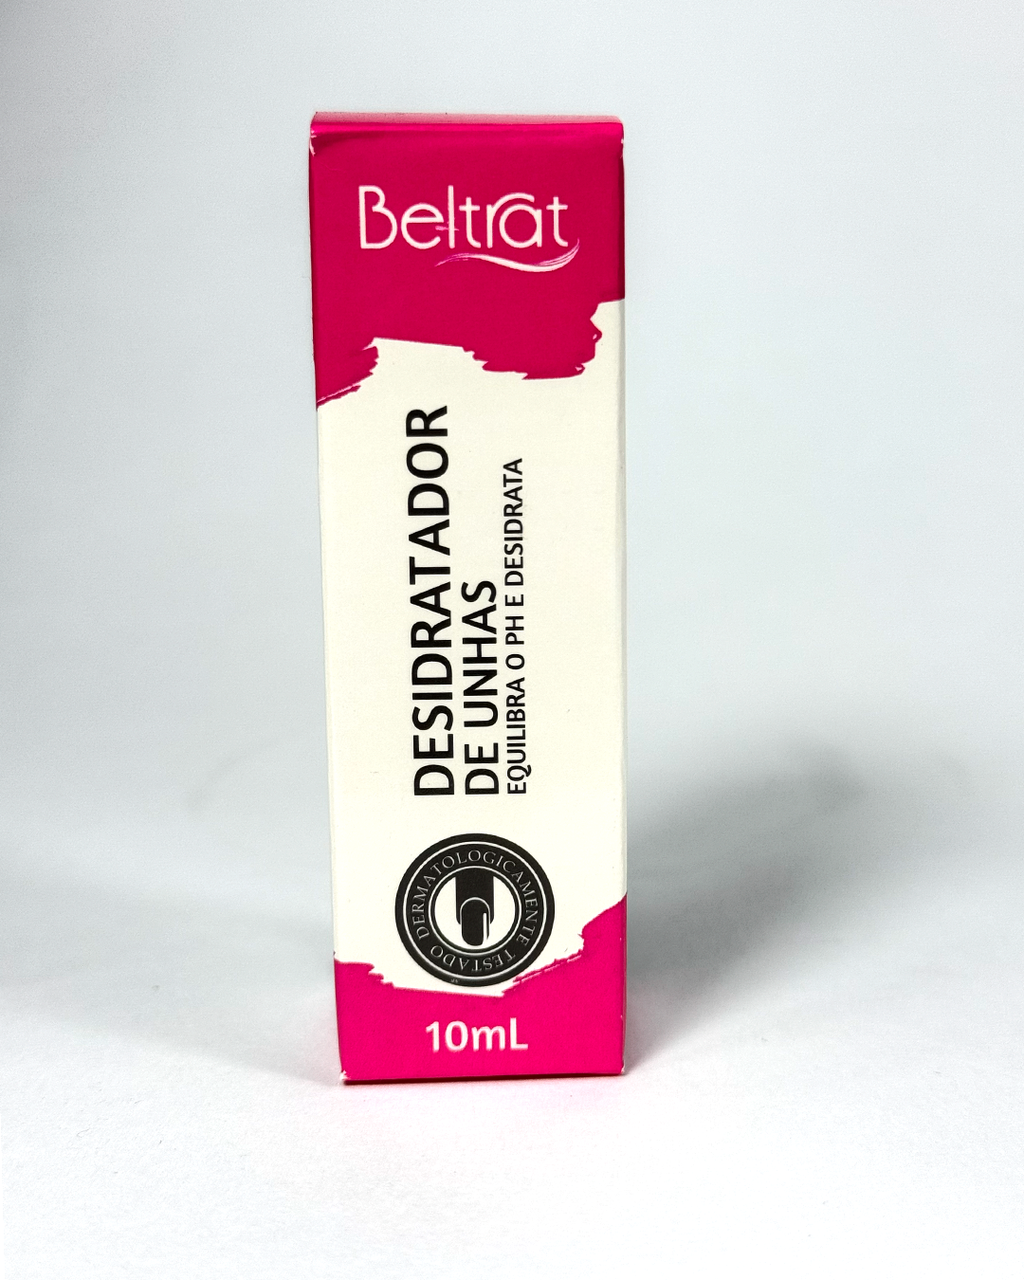 Beltrat
DESIDRATADOR
DE UNHAS
EQUILIBRA O PH E DESIDRATA
DERMATOLOGICAMENTE TESTADO
10mL